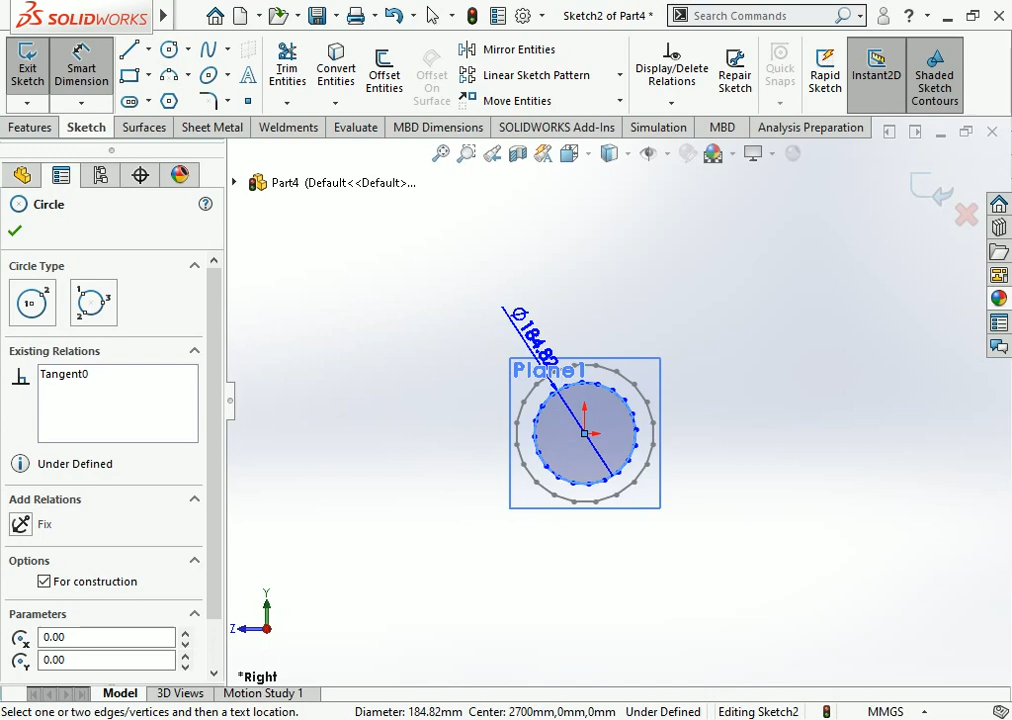 SOLIDWORKS
Sketch2 of Part4 *
Search Commands
?
Exit Sketch
Smart Dimension
Trim Entities
Convert Entities
Offset Entities
Offset On Surface
Mirror Entities
Linear Sketch Pattern
Move Entities
Display/Delete Relations
Repair Sketch
Quick Snaps
Rapid Sketch
Instant2D
Shaded Sketch Contours
Features
Sketch
Surfaces
Sheet Metal
Weldments
Evaluate
MBD Dimensions
SOLIDWORKS Add-Ins
Simulation
MBD
Analysis Preparation
Part4 (Default<<Default>...
Circle
Circle Type
Existing Relations
Tangent0
Under Defined
Add Relations
Fix
Options
For construction
Parameters
0.00
0.00
Ø184.82
Plane1
Y
Z
*Right
Model
3D Views
Motion Study 1
Select one or two edges/vertices and then a text location.
Diameter: 184.82mm Center: 2700mm,0mm,0mm
Under Defined
Editing Sketch2
MMGS